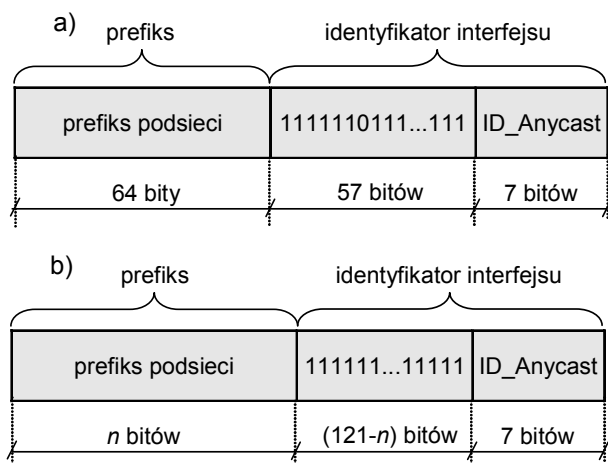 a)
prefiks identyfikator interfejsu
prefiks podsieci 1111110111...111 ID_Anycast
64 bity 57 bitów 7 bitów
b)
prefiks identyfikator interfejsu
prefiks podsieci 111111...11111 ID_Anycast
n bitów (121-n) bitów 7 bitów